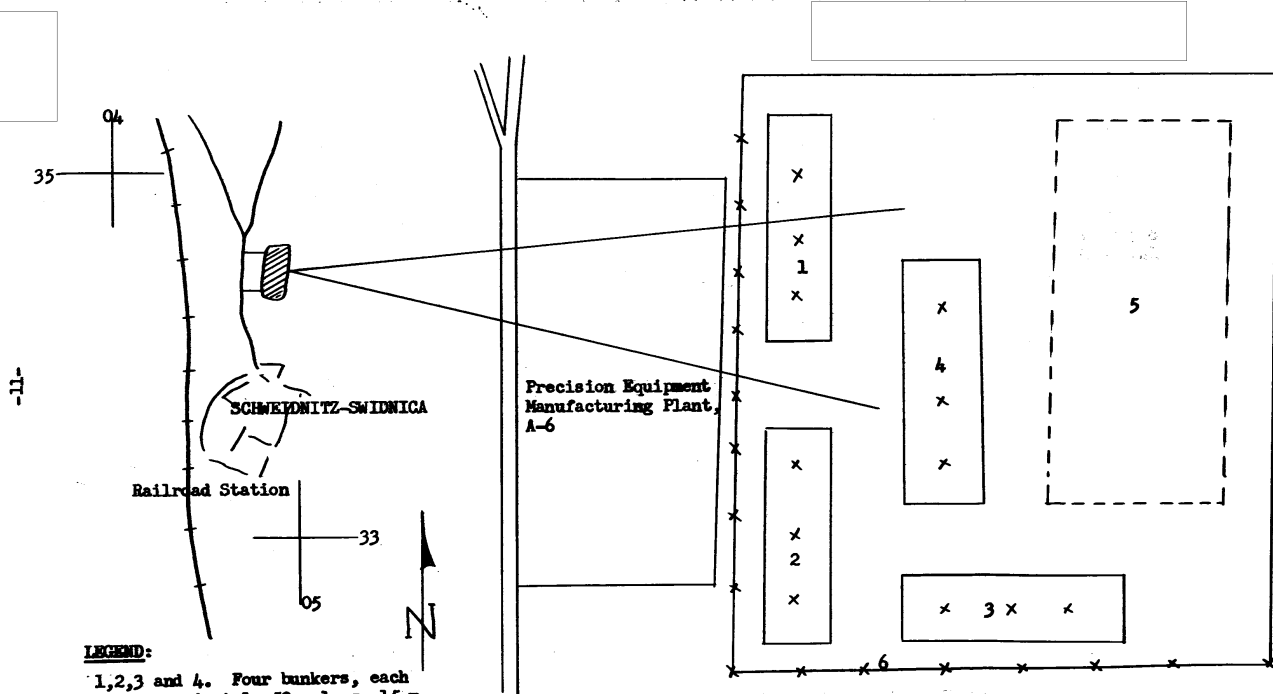 04
35
-11-
SCHWEIDNITZ-SWIDNICA
Railroad Station
33
05
N
Precision Equipment
Manufacturing Plant,
A-6
1
2
3
4
5
6
LEGEND:
1,2,3 and 4. Four bunkers, each